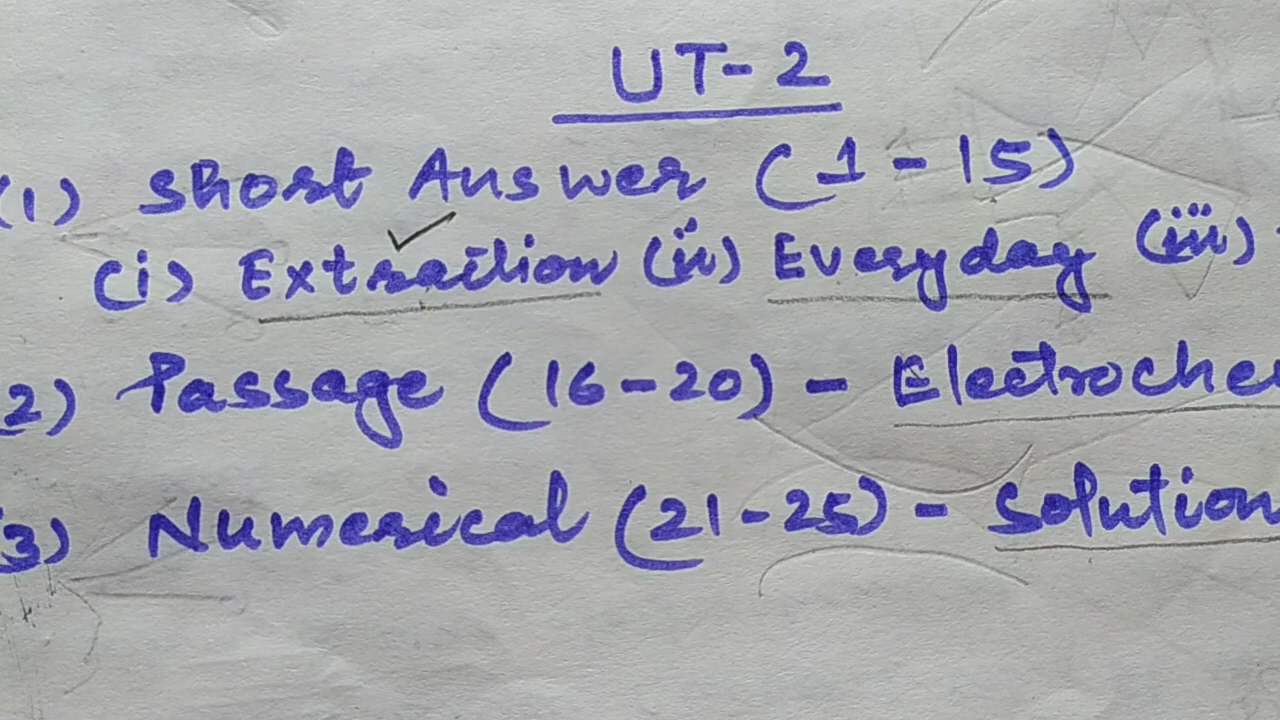 UT-2
(1) Short Answer (1-15)
(i) Extraction (ii) Everyday (iii)
2) Passage (16-20) - Electroche
3) Numerical (21-25) - Solution